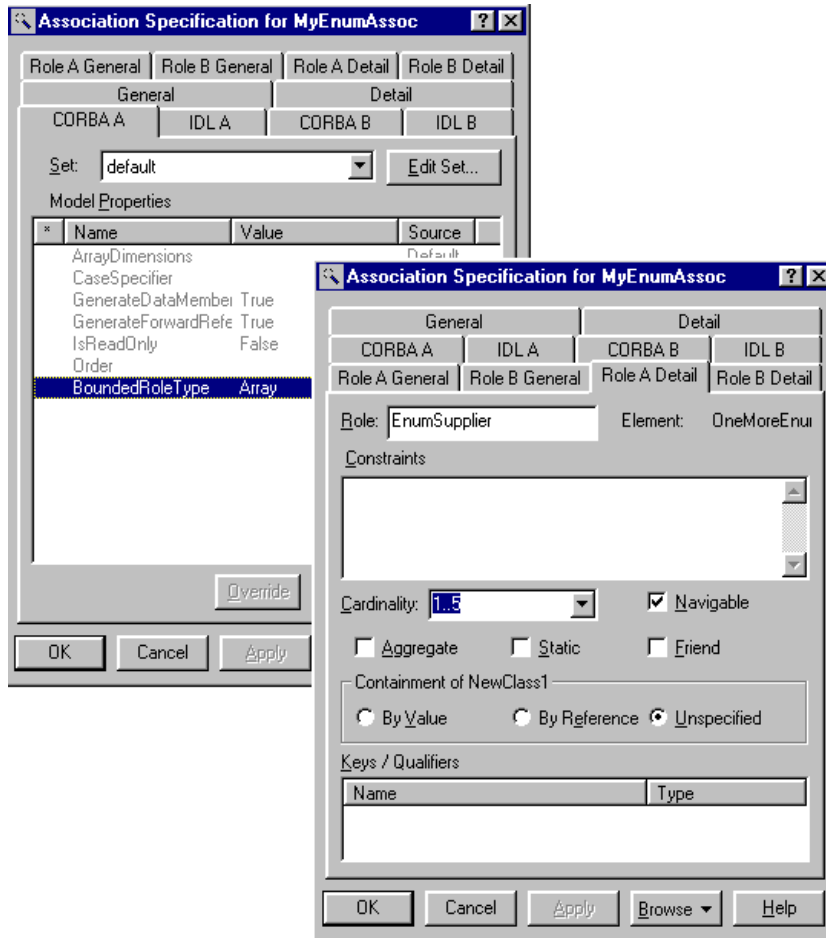 Association Specification for MyEnumAssoc
Role A General Role B General Role A Detail Role B Detail
General Detail
CORBA A IDL A CORBA B IDL B
Set: default Edit Set...
Model Properties
* Name Value Source
ArrayDimensions Default
CaseSpecifier
GenerateDataMember True
GenerateForwardRefe True
IsReadOnly False
Order
BoundedRoleType Array
Override
OK Cancel Apply
Association Specification for MyEnumAssoc
General Detail
CORBA A IDL A CORBA B IDL B
Role A General Role B General Role A Detail Role B Detail
Role: EnumSupplier Element: OneMoreEnu
Constraints
Cardinality: 1..5 Navigable
Aggregate Static Friend
Containment of NewClass1
By Value By Reference Unspecified
Keys / Qualifiers
Name Type
OK Cancel Apply Browse Help